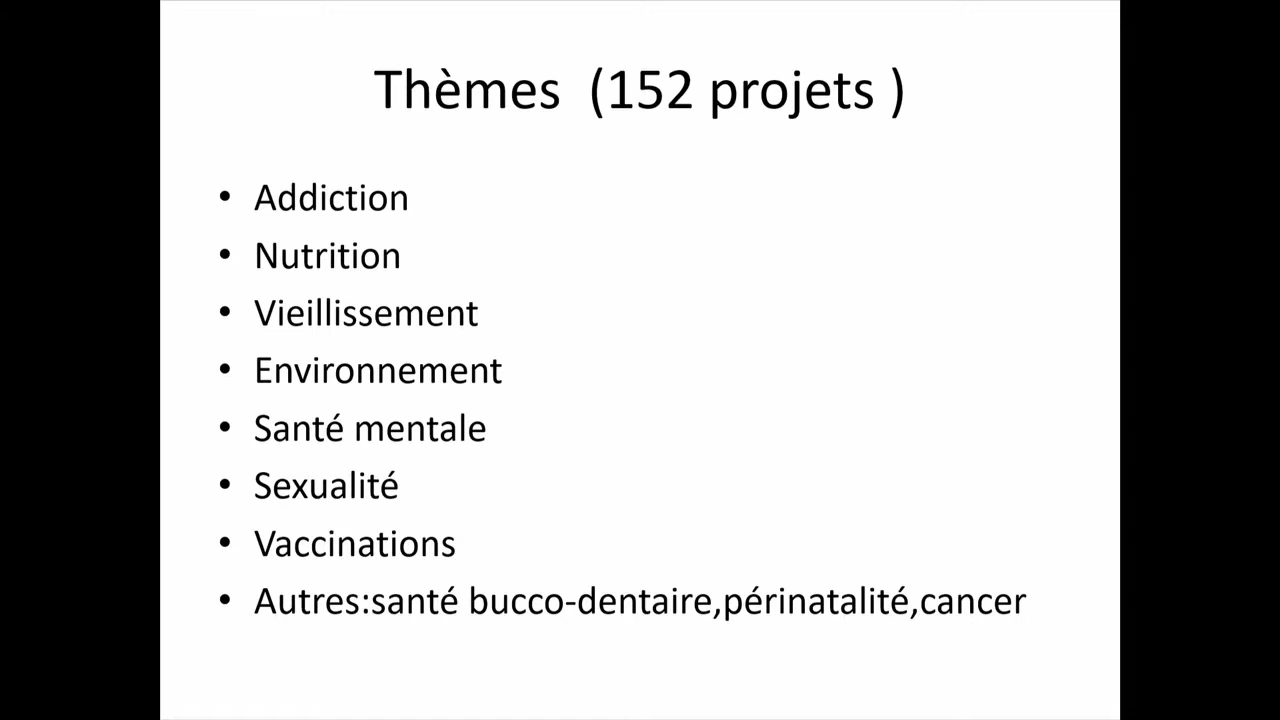 Thèmes  (152 projets )
• Addiction
• Nutrition
• Vieillissement
• Environnement
• Santé mentale
• Sexualité
• Vaccinations
• Autres:santé bucco-dentaire,périnatalité,cancer